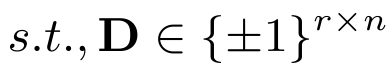 s.t., D ∈ {±1}^{r×n}